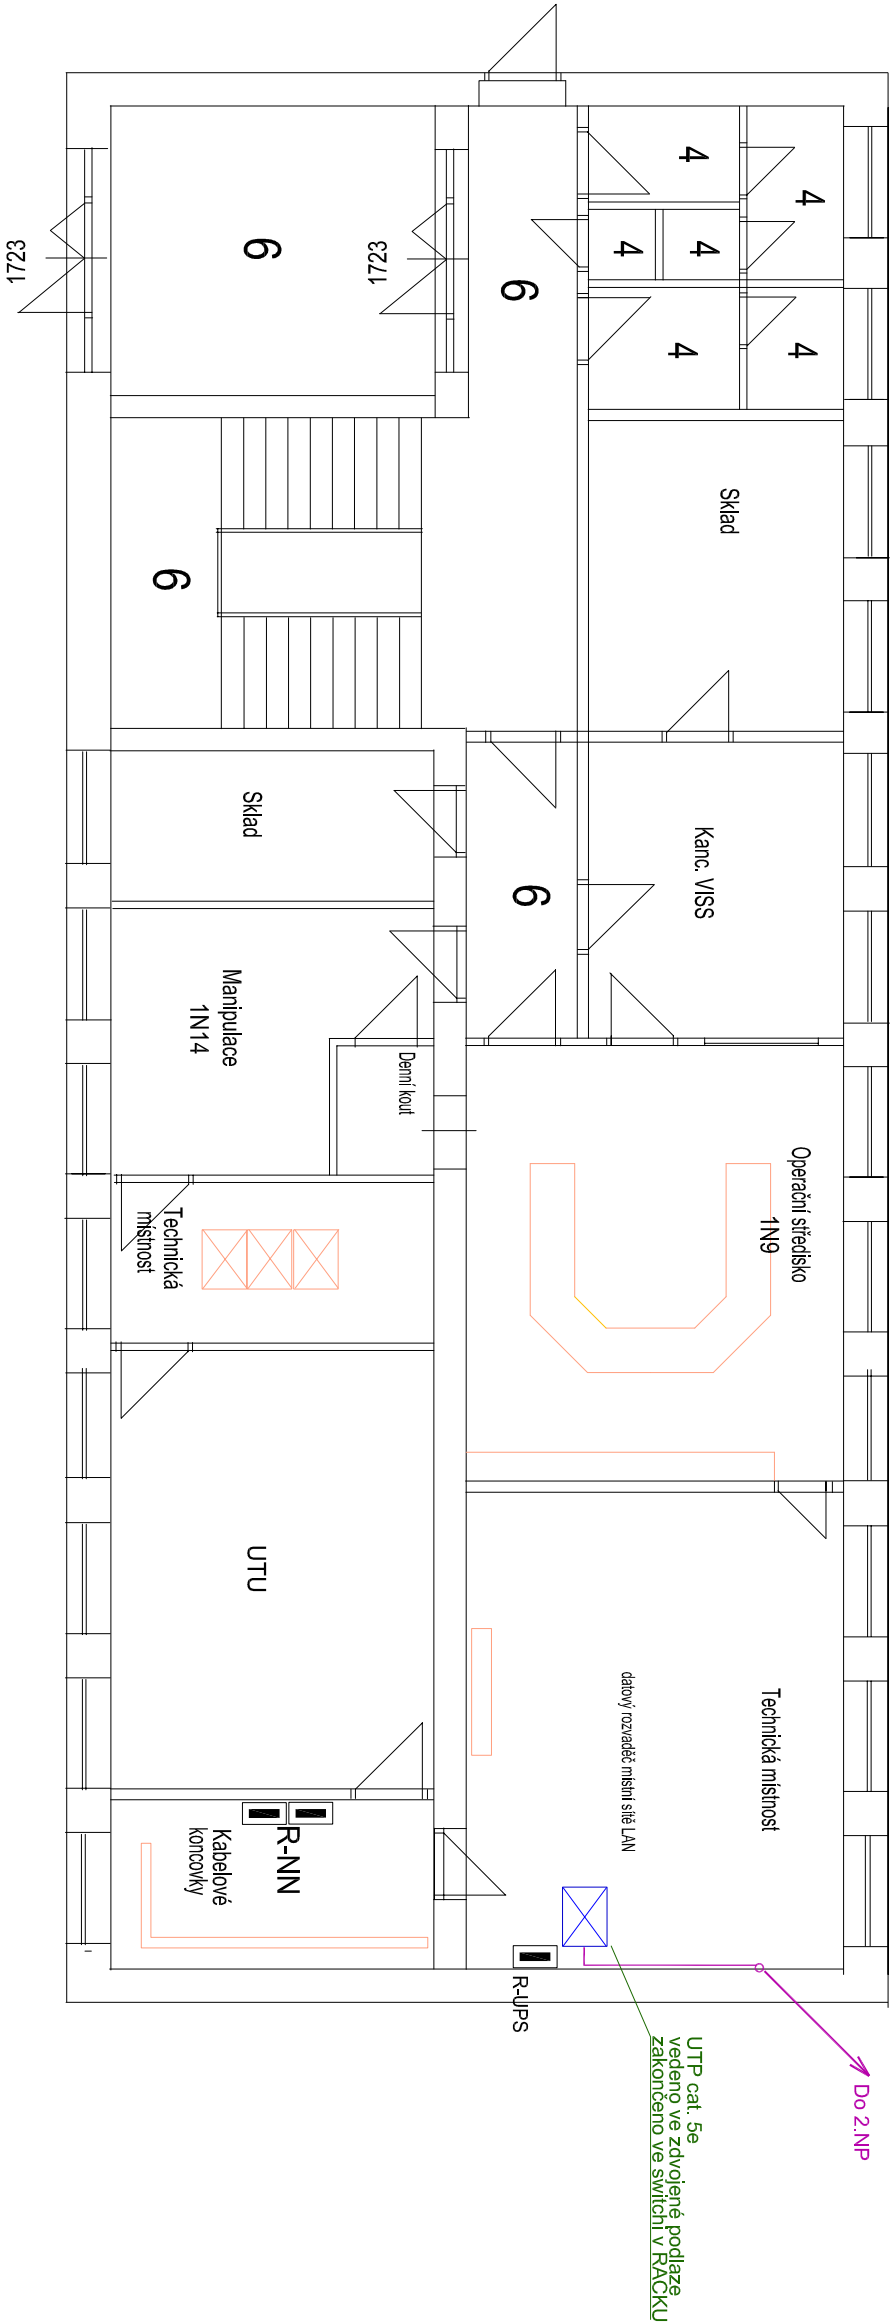 Do 2.NP
4
4
Operační středisko
1N9
Technická místnost
Sklad
Kanc. VISS
4
4
4
4
datový rozvaděč místní sítě LAN
UTP cat. 5e
vedeno ve zdvojené podlaze
zakončeno ve switchi v RACKU
6
6
R-UPS
Denní kout
1723
6
Sklad
Manipulace
1N14
UTU
R-NN
Kabelové
koncovky
6
Technická
místnost
1723